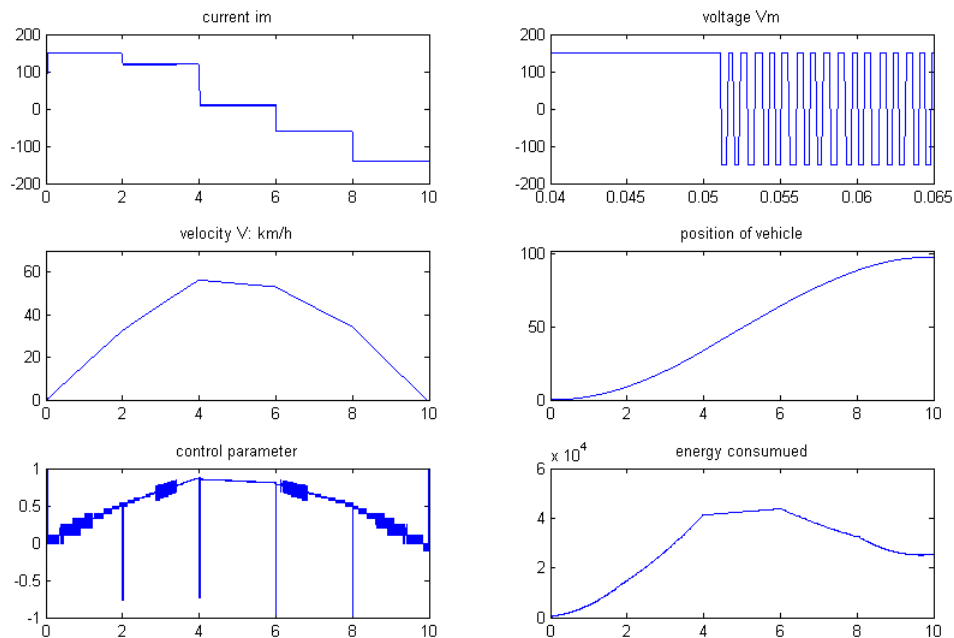 current im
200
100
0
-100
-200
0 2 4 6 8 10
voltage Vm
200
100
0
-100
-200
0.04 0.045 0.05 0.055 0.06 0.065
velocity V: km/h
60
40
20
0
0 2 4 6 8 10
position of vehicle
100
50
0
0 2 4 6 8 10
control parameter
1
0.5
0
-0.5
-1
0 2 4 6 8 10
energy consumued
x 10^4
6
4
2
0
0 2 4 6 8 10